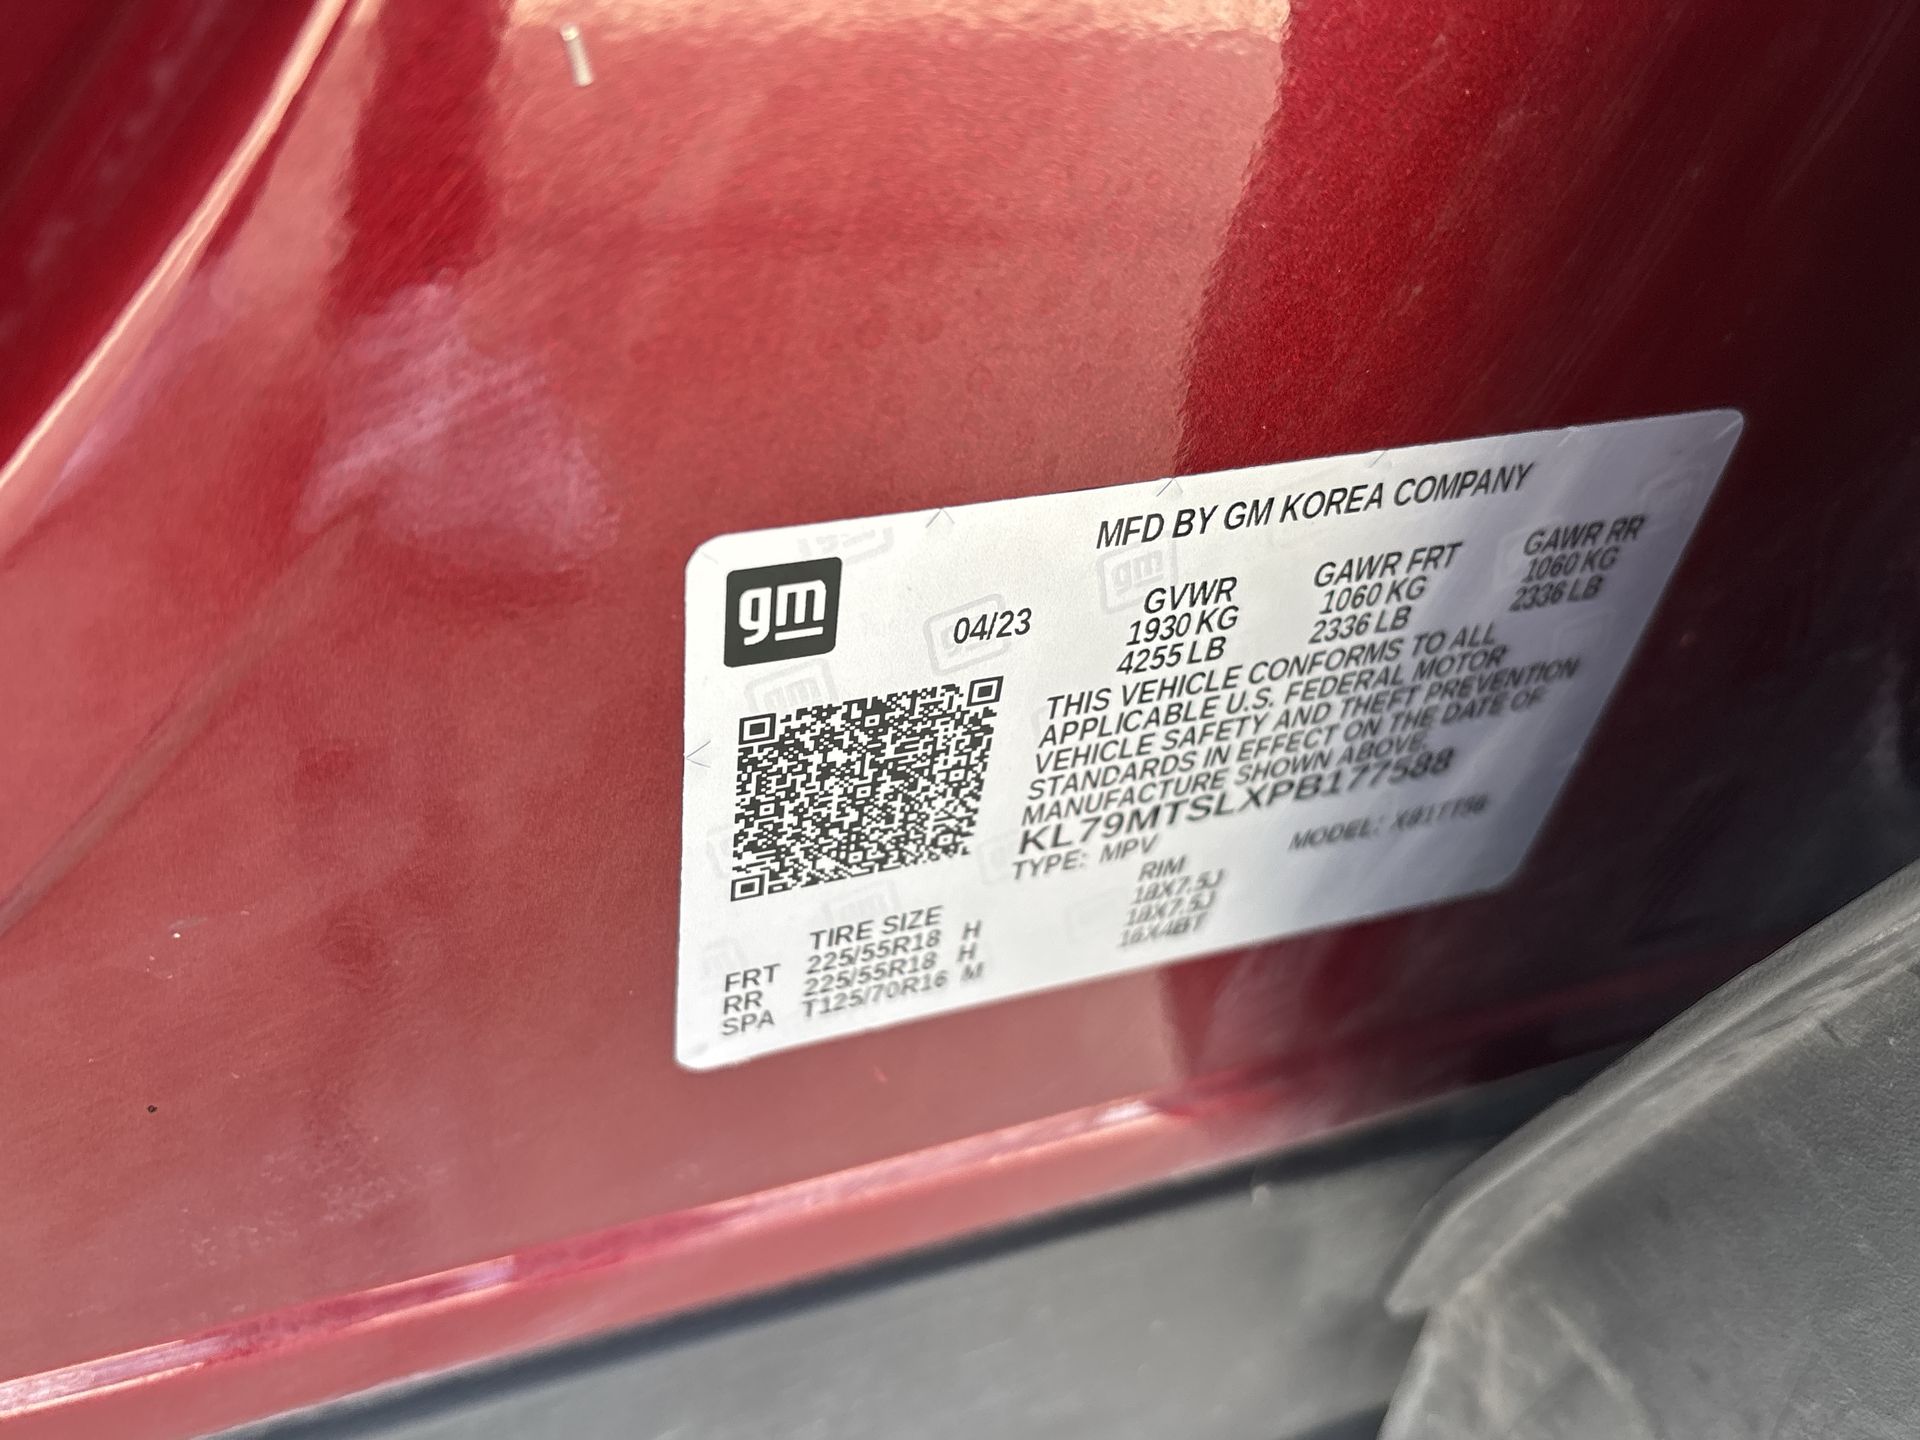 MFD BY GM KOREA COMPANY
gm
04/23
GVWR GAWR FRT GAWR RR
1930 KG 1060 KG 1060 KG
4255 LB 2336 LB 2336 LB
THIS VEHICLE CONFORMS TO ALL
APPLICABLE U.S. FEDERAL MOTOR
VEHICLE SAFETY AND THEFT PREVENTION
STANDARDS IN EFFECT ON THE DATE OF
MANUFACTURE SHOWN ABOVE.
KL79MTSLXPB177588
TYPE: MPV MODEL:
TIRE SIZE RIM
FRT 225/55R18 H 18X7.5J
RR 225/55R18 H 18X7.5J
SPA T125/70R16 M 16X4BT